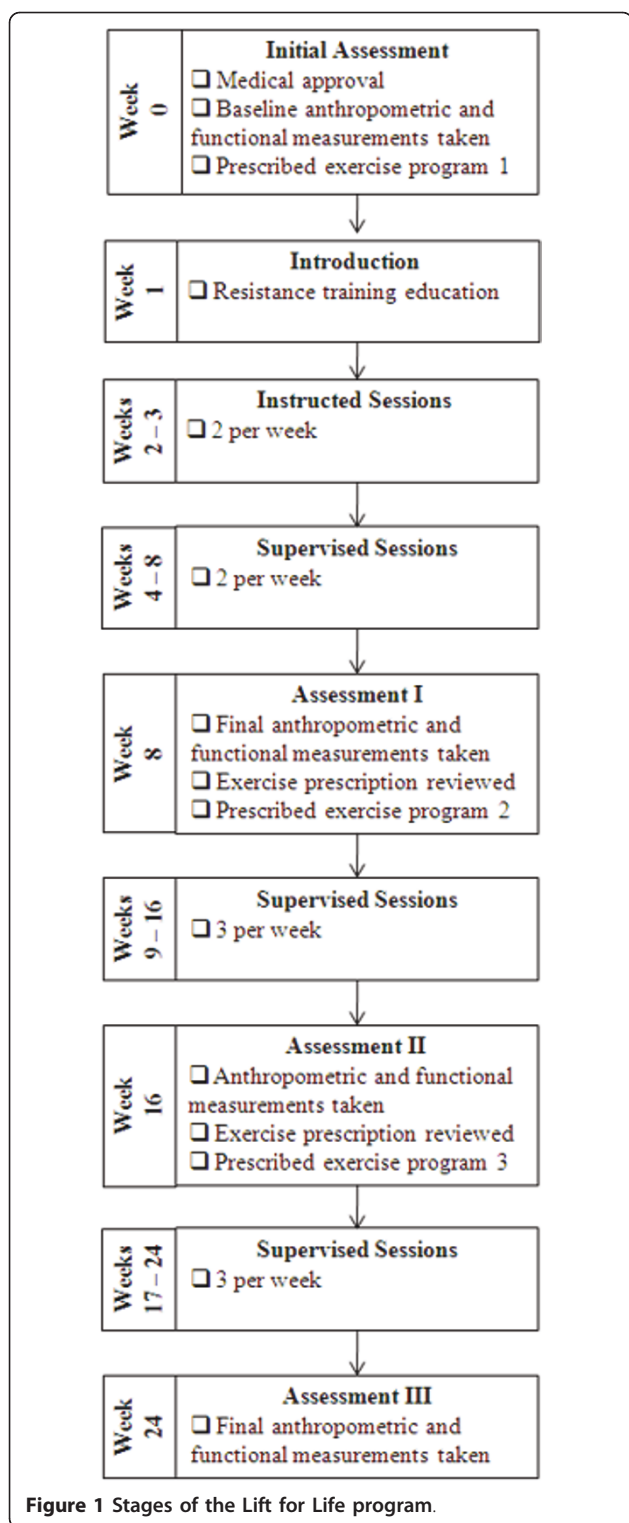 Week
0
Initial Assessment
❑ Medical approval
❑ Baseline anthropometric and
functional measurements taken
❑ Prescribed exercise program 1
Week
1
Introduction
❑ Resistance training education
Weeks
2 – 3
Instructed Sessions
❑ 2 per week
Weeks
4 – 8
Supervised Sessions
❑ 2 per week
Week
8
Assessment I
❑ Final anthropometric and
functional measurements taken
❑ Exercise prescription reviewed
❑ Prescribed exercise program 2
Weeks
9 – 16
Supervised Sessions
❑ 3 per week
Week
16
Assessment II
❑ Anthropometric and functional
measurements taken
❑ Exercise prescription reviewed
❑ Prescribed exercise program 3
Weeks
17 – 24
Supervised Sessions
❑ 3 per week
Week
24
Assessment III
❑ Final anthropometric and
functional measurements taken
Figure 1 Stages of the Lift for Life program.